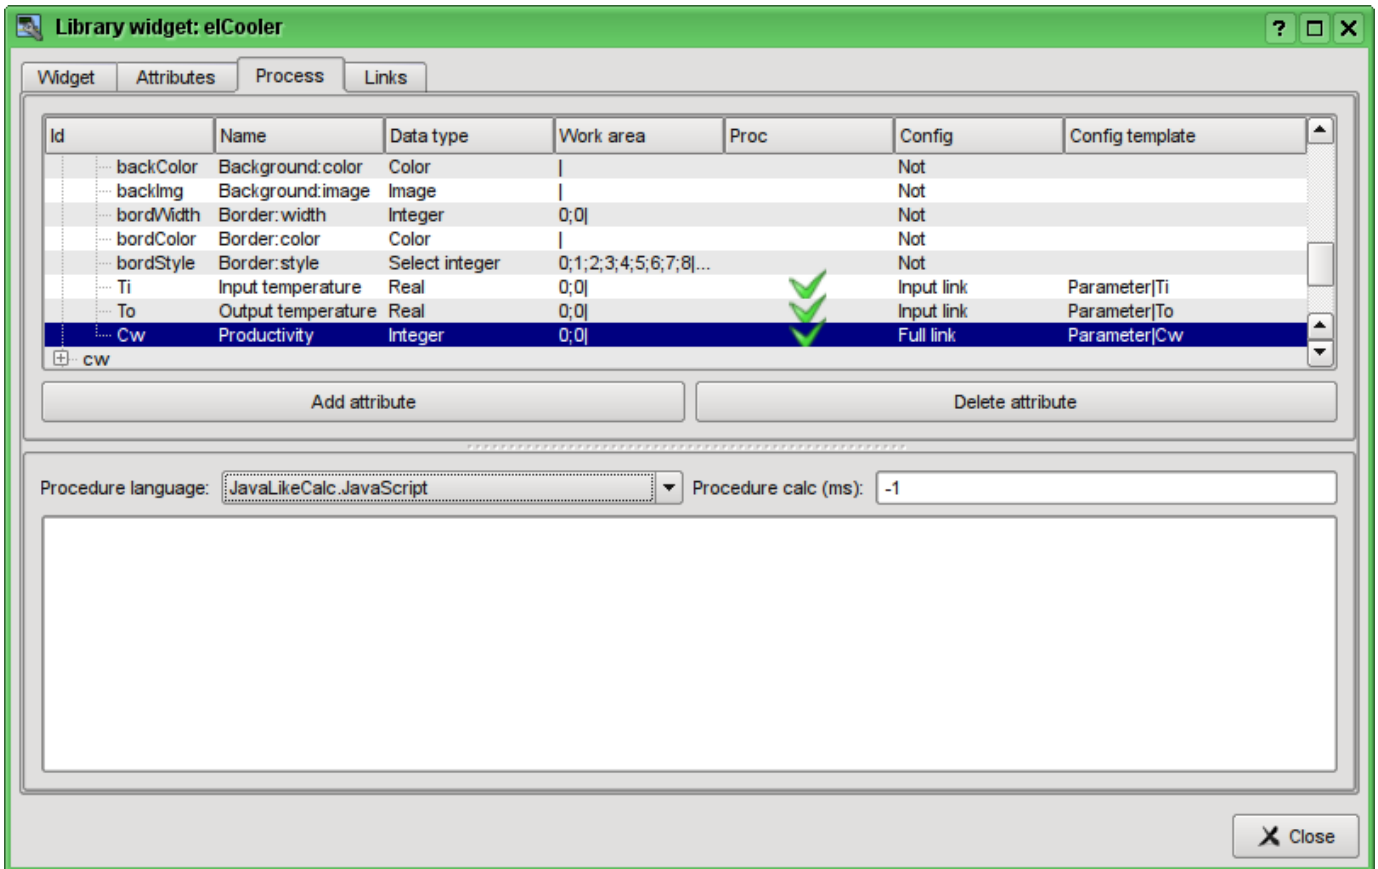 Library widget: elCooler ?
Widget Attributes Process Links
Id Name Data type Work area Proc Config Config template
backColor Background:color Color | Not
backImg Background:image Image | Not
bordWidth Border:width Integer 0;0| Not
bordColor Border:color Color | Not
bordStyle Border:style Select integer 0;1;2;3;4;5;6;7;8|... Not
Ti Input temperature Real 0;0| Input link Parameter|Ti
To Output temperature Real 0;0| Input link Parameter|To
Cw Productivity Integer 0;0| Full link Parameter|Cw
cw
Add attribute Delete attribute
Procedure language: JavaLikeCalc.JavaScript Procedure calc (ms): -1
Close